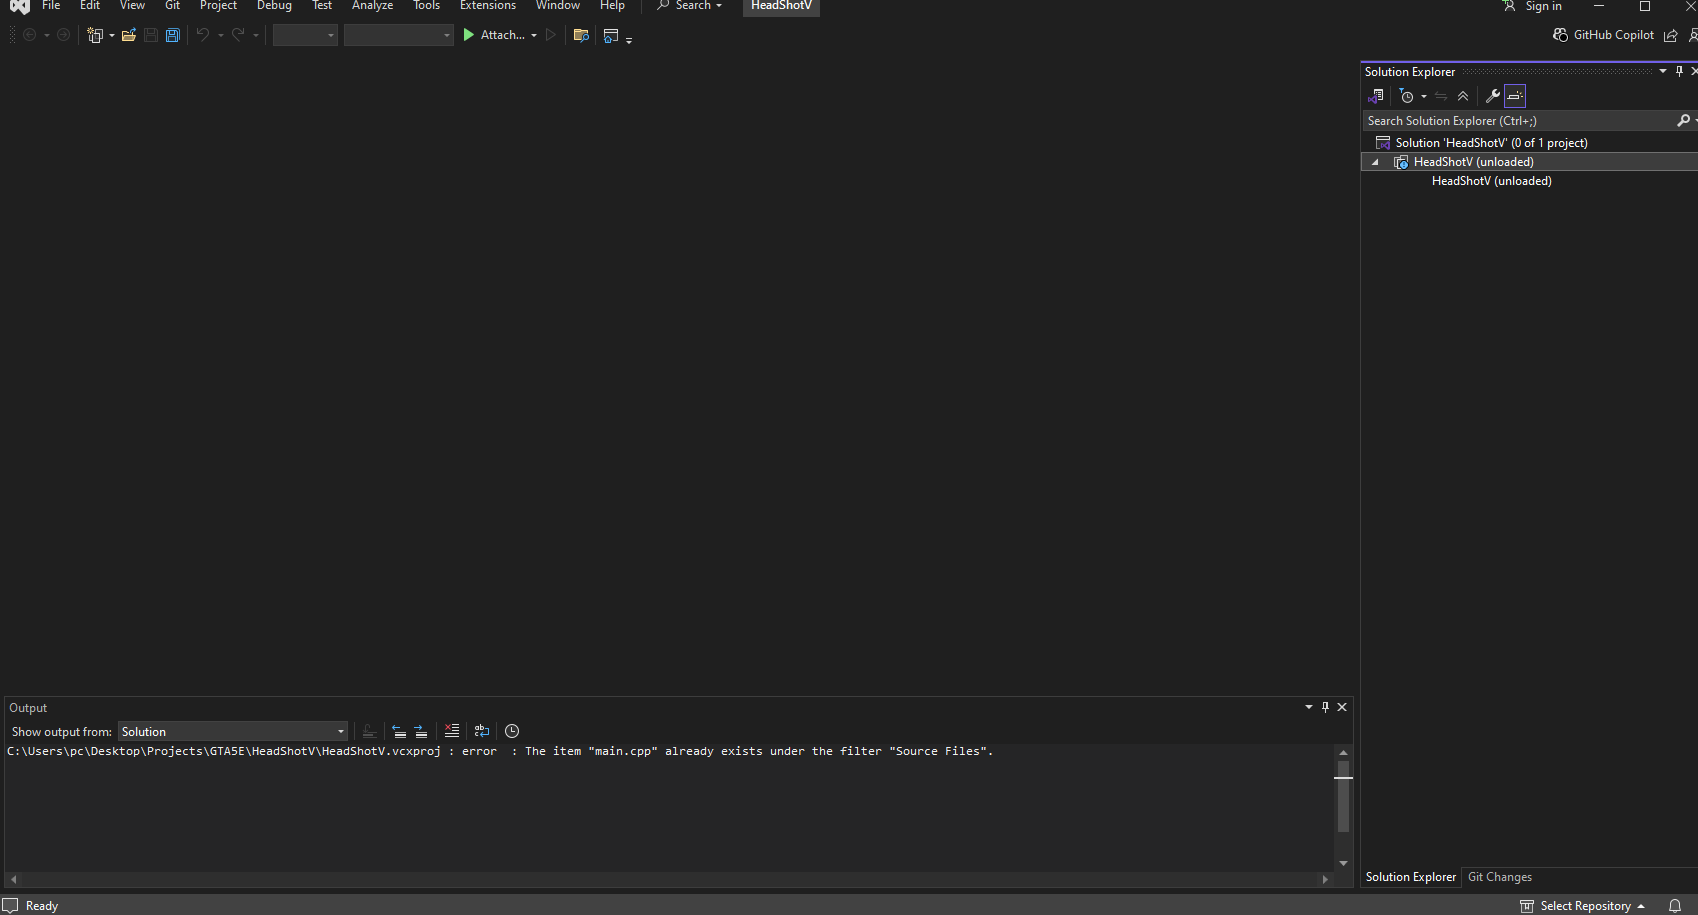 File Edit View Git Project Debug Test Analyze Tools Extensions Window Help Search HeadShotV Sign in
Attach... GitHub Copilot
Solution Explorer
Search Solution Explorer (Ctrl+;)
Solution 'HeadShotV' (0 of 1 project)
HeadShotV (unloaded)
HeadShotV (unloaded)
Output
Show output from: Solution
C:\Users\pc\Desktop\Projects\GTA5E\HeadShotV\HeadShotV.vcxproj : error  : The item "main.cpp" already exists under the filter "Source Files".
Solution Explorer Git Changes
Ready Select Repository